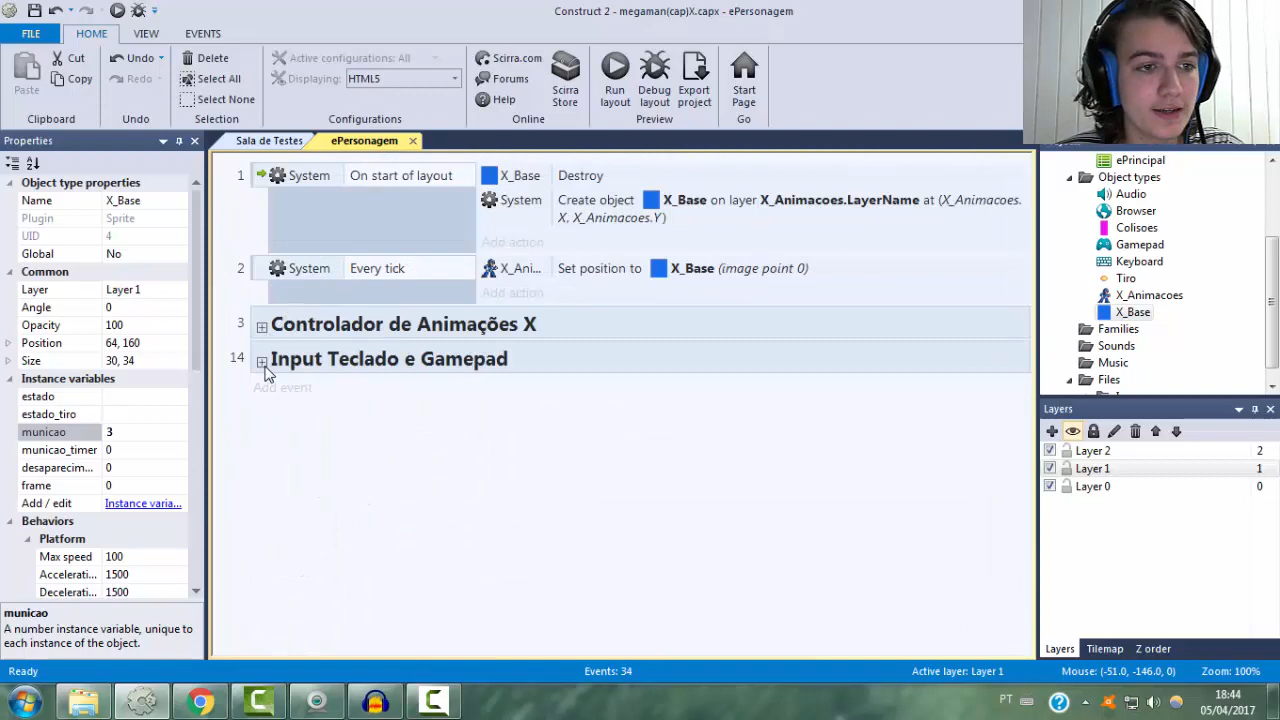 Construct 2 - megaman(cap)X.capx - ePersonagem
FILE HOME VIEW EVENTS
Paste Cut Copy Clipboard
Undo Redo Undo
Delete Select All Select None Selection
Active configurations: All
Displaying: HTML5
Configurations
Scirra.com Forums Help Scirra Store Online
Run layout Debug layout Export project Preview
Start Page Go
Properties
Sala de Testes ePersonagem
Object type properties
Name X_Base
Plugin Sprite
UID 4
Global No
Common
Layer Layer 1
Angle 0
Opacity 100
Position 64, 160
Size 30, 34
Instance variables
estado
estado_tiro
municao 3
municao_timer 0
desaparecim... 0
frame 0
Add / edit Instance varia...
Behaviors
Platform
Max speed 100
Accelerati... 1500
Decelerati... 1500
municao
A number instance variable, unique to
each instance of the object.
1 System On start of layout X_Base Destroy
System Create object X_Base on layer X_Animacoes.LayerName at (X_Animacoes.
X, X_Animacoes.Y)
Add action
2 System Every tick X_Ani... Set position to X_Base (image point 0)
Add action
3 Controlador de Animações X
14 Input Teclado e Gamepad
Add event
ePrincipal
Object types
Audio
Browser
Colisoes
Gamepad
Keyboard
Tiro
X_Animacoes
X_Base
Families
Sounds
Music
Files
Layers
Layer 2 2
Layer 1 1
Layer 0 0
Layers Tilemap Z order
Ready Events: 34 Active layer: Layer 1 Mouse: (-51.0, -146.0, 0) Zoom: 100%
PT 18:44
05/04/2017